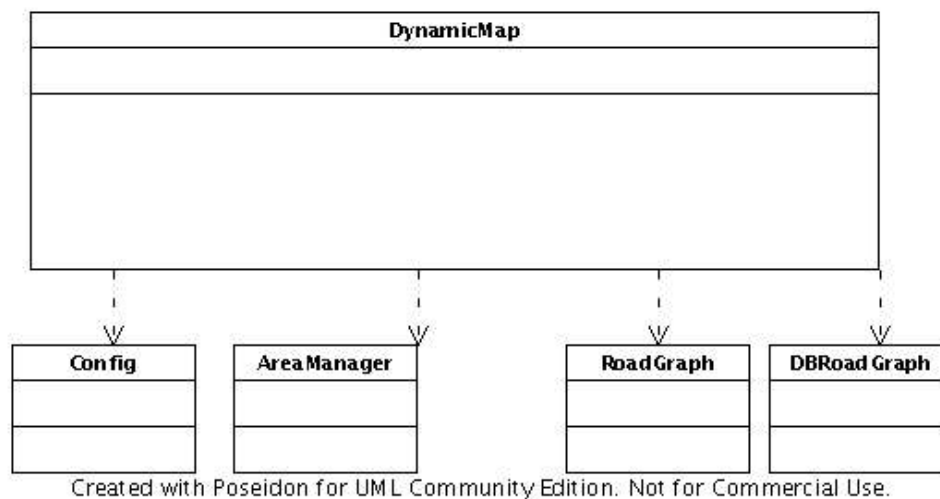 DynamicMap
Config
AreaManager
RoadGraph
DBRoadGraph
Created with Poseidon for UML Community Edition. Not for Commercial Use.